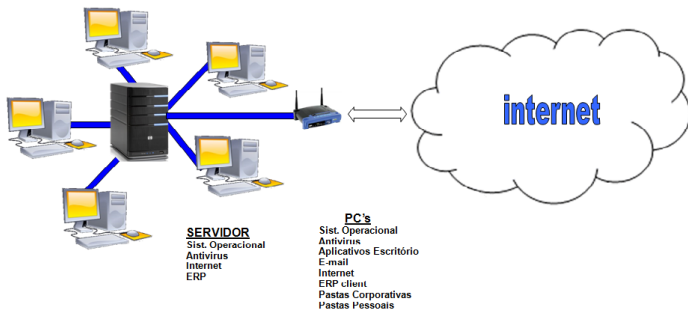 internet
SERVIDOR
Sist. Operacional
Antivirus
Internet
ERP
PC's
Sist. Operacional
Antivirus
Aplicativos Escritório
E-mail
Internet
ERP client
Pastas Corporativas
Pastas Pessoais